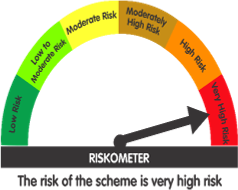 Low Risk
Low to
Moderate Risk
Moderate Risk
Moderately
High Risk
High Risk
Very High Risk
RISKOMETER
The risk of the scheme is very high risk